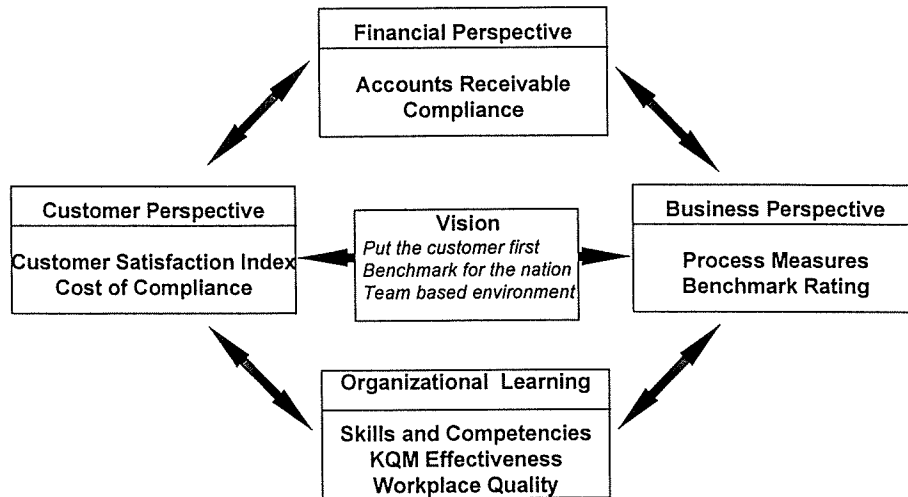 Financial Perspective
Accounts Receivable
Compliance
Customer Perspective
Customer Satisfaction Index
Cost of Compliance
Vision
Put the customer first
Benchmark for the nation
Team based environment
Business Perspective
Process Measures
Benchmark Rating
Organizational Learning
Skills and Competencies
KQM Effectiveness
Workplace Quality